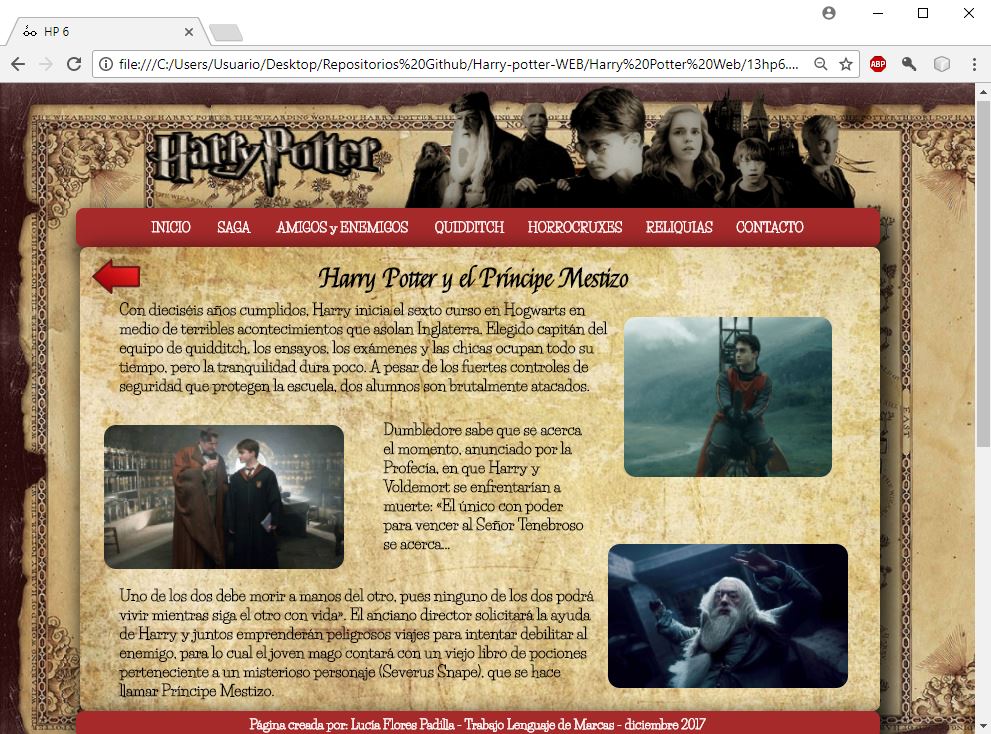 HP 6
file:///C:/Users/Usuario/Desktop/Repositorios%20Github/Harry-potter-WEB/Harry%20Potter%20Web/13hp6....
ABP
Harry Potter
INICIO SAGA AMIGOS y ENEMIGOS QUIDDITCH HORROCRUXES RELIQUIAS CONTACTO
Harry Potter y el Príncipe Mestizo
Con dieciséis años cumplidos, Harry inicia el sexto curso en Hogwarts en
medio de terribles acontecimientos que asolan Inglaterra. Elegido capitán del
equipo de quidditch, los ensayos, los exámenes y las chicas ocupan todo su
tiempo, pero la tranquilidad dura poco. A pesar de los fuertes controles de
seguridad que protegen la escuela, dos alumnos son brutalmente atacados.
Dumbledore sabe que se acerca
el momento, anunciado por la
Profecía, en que Harry y
Voldemort se enfrentarían a
muerte: «El único con poder
para vencer al Señor Tenebroso
se acerca...
Uno de los dos debe morir a manos del otro, pues ninguno de los dos podrá
vivir mientras siga el otro con vida». El anciano director solicitará la ayuda
de Harry y juntos emprenderán peligrosos viajes para intentar debilitar al
enemigo, para lo cual el joven mago contará con un viejo libro de pociones
perteneciente a un misterioso personaje (Severus Snape), que se hace
llamar Príncipe Mestizo.
Página creada por: Lucía Flores Padilla - Trabajo Lenguaje de Marcas - diciembre 2017